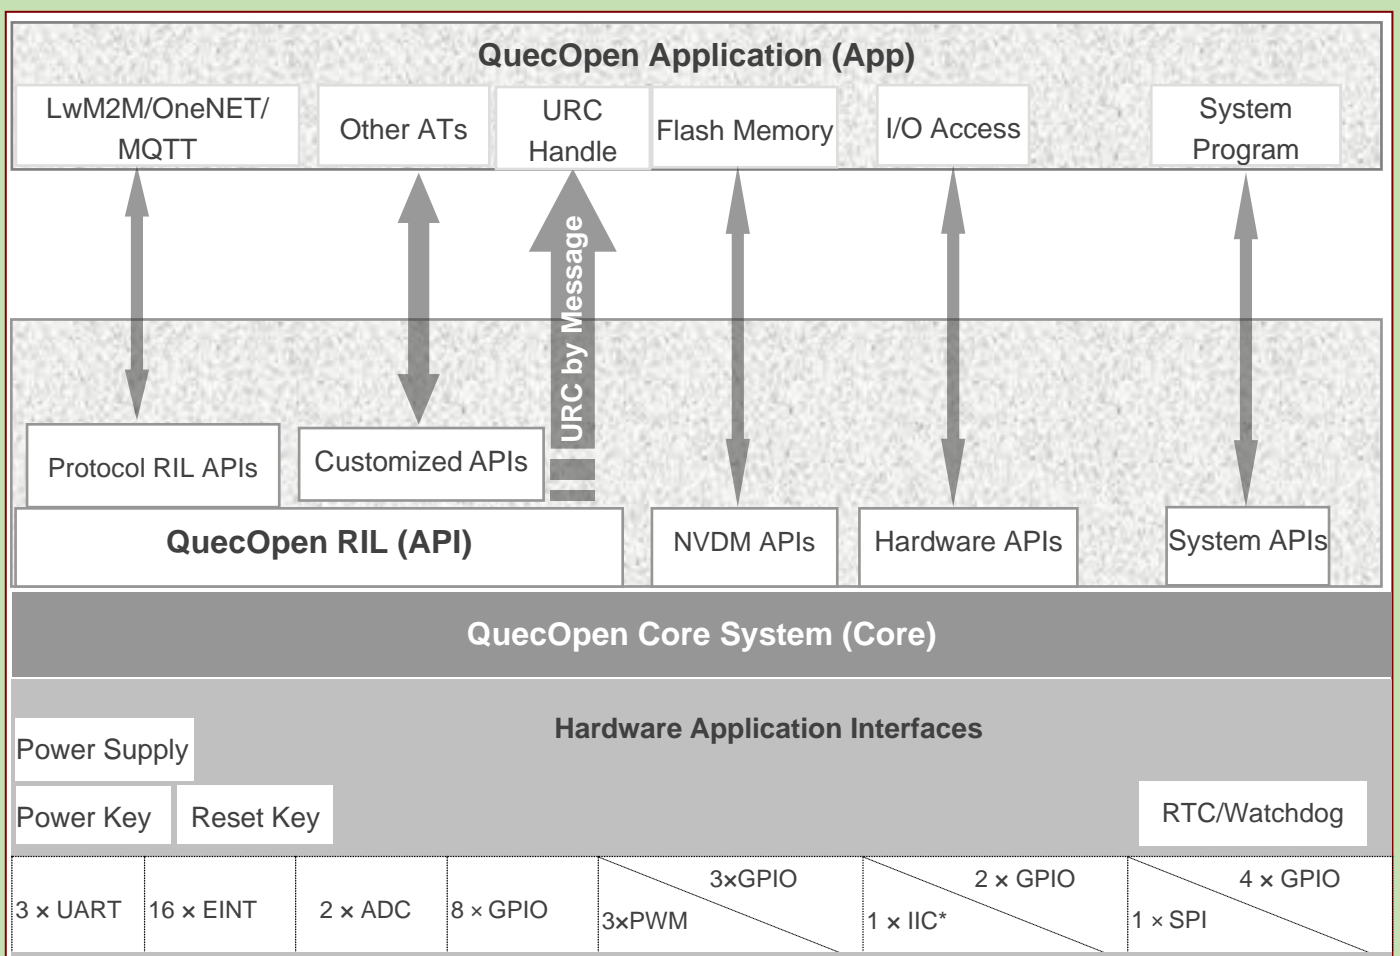 QuecOpen Application (App)
LwM2M/OneNET/
MQTT
Other ATs
URC
Handle
Flash Memory
I/O Access
System
Program
URC by Message
Protocol RIL APIs
Customized APIs
QuecOpen RIL (API)
NVDM APIs
Hardware APIs
System APIs
QuecOpen Core System (Core)
Hardware Application Interfaces
Power Supply
Power Key
Reset Key
RTC/Watchdog
3 × UART
16 × EINT
2 × ADC
8 × GPIO
3×GPIO
3×PWM
2 × GPIO
1 × IIC*
4 × GPIO
1 × SPI